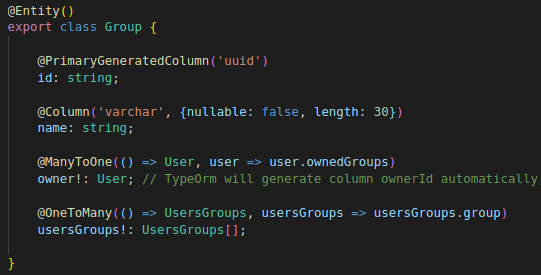 @Entity()
export class Group {
@PrimaryGeneratedColumn('uuid')
id: string;
@Column('varchar', {nullable: false, length: 30})
name: string;
@ManyToOne(() => User, user => user.ownedGroups)
owner!: User; // TypeOrm will generate column ownerId automatically
@OneToMany(() => UsersGroups, usersGroups => usersGroups.group)
usersGroups!: UsersGroups[];
}